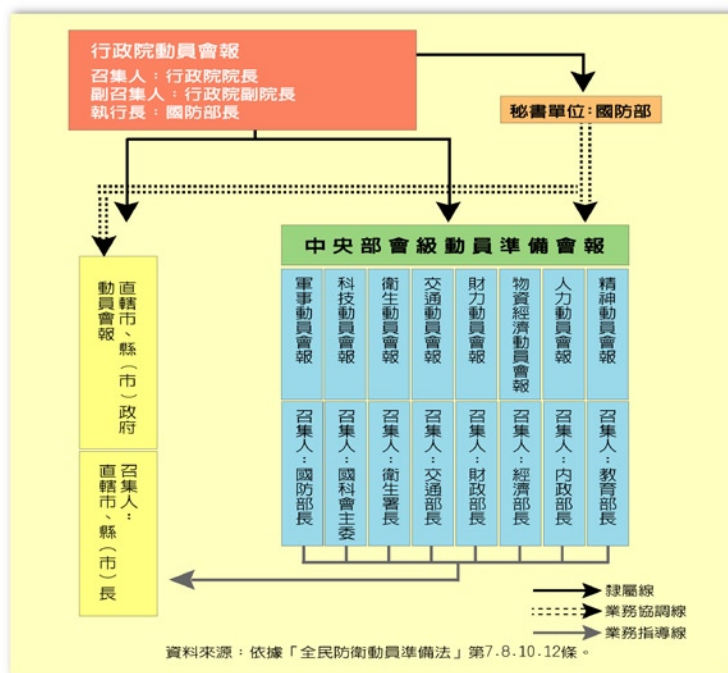 行政院動員會報
召集人：行政院院長
副召集人：行政院副院長
執行長：國防部長
秘書單位:國防部
直轄市、縣（市）政府
動員會報
召集人：
直轄市、縣（市）長
中央部會級動員準備會報
軍事動員會報
科技動員會報
衛生動員會報
交通動員會報
財力動員會報
物資經濟動員會報
人力動員會報
精神動員會報
召集人：國防部長
召集人：國科會主委
召集人：衛生署長
召集人：交通部長
召集人：財政部長
召集人：經濟部長
召集人：內政部長
召集人：教育部長
隸屬線
業務協調線
業務指導線
資料來源：依據「全民防衛動員準備法」第7.8.10.12條。